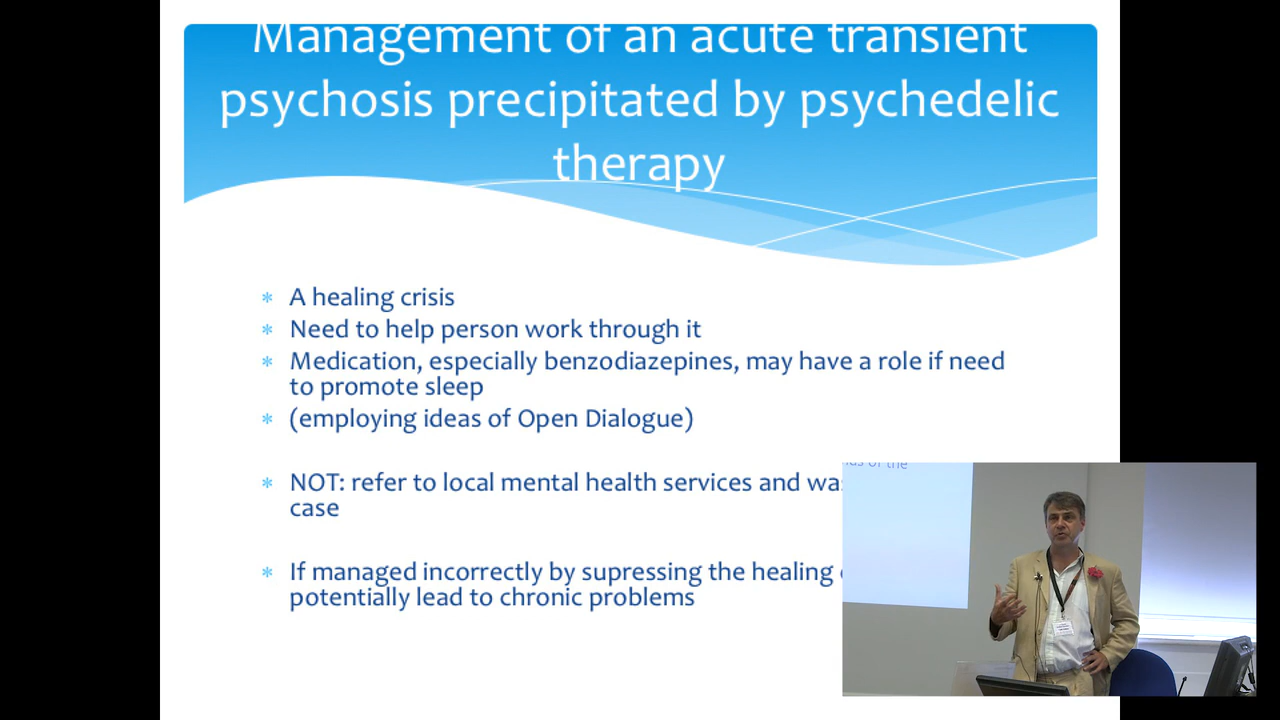 Management of an acute transient
psychosis precipitated by psychedelic
therapy
* A healing crisis
* Need to help person work through it
* Medication, especially benzodiazepines, may have a role if need
to promote sleep
* (employing ideas of Open Dialogue)
* NOT: refer to local mental health services and
case
* If managed incorrectly by supressing the healing
potentially lead to chronic problems
of the